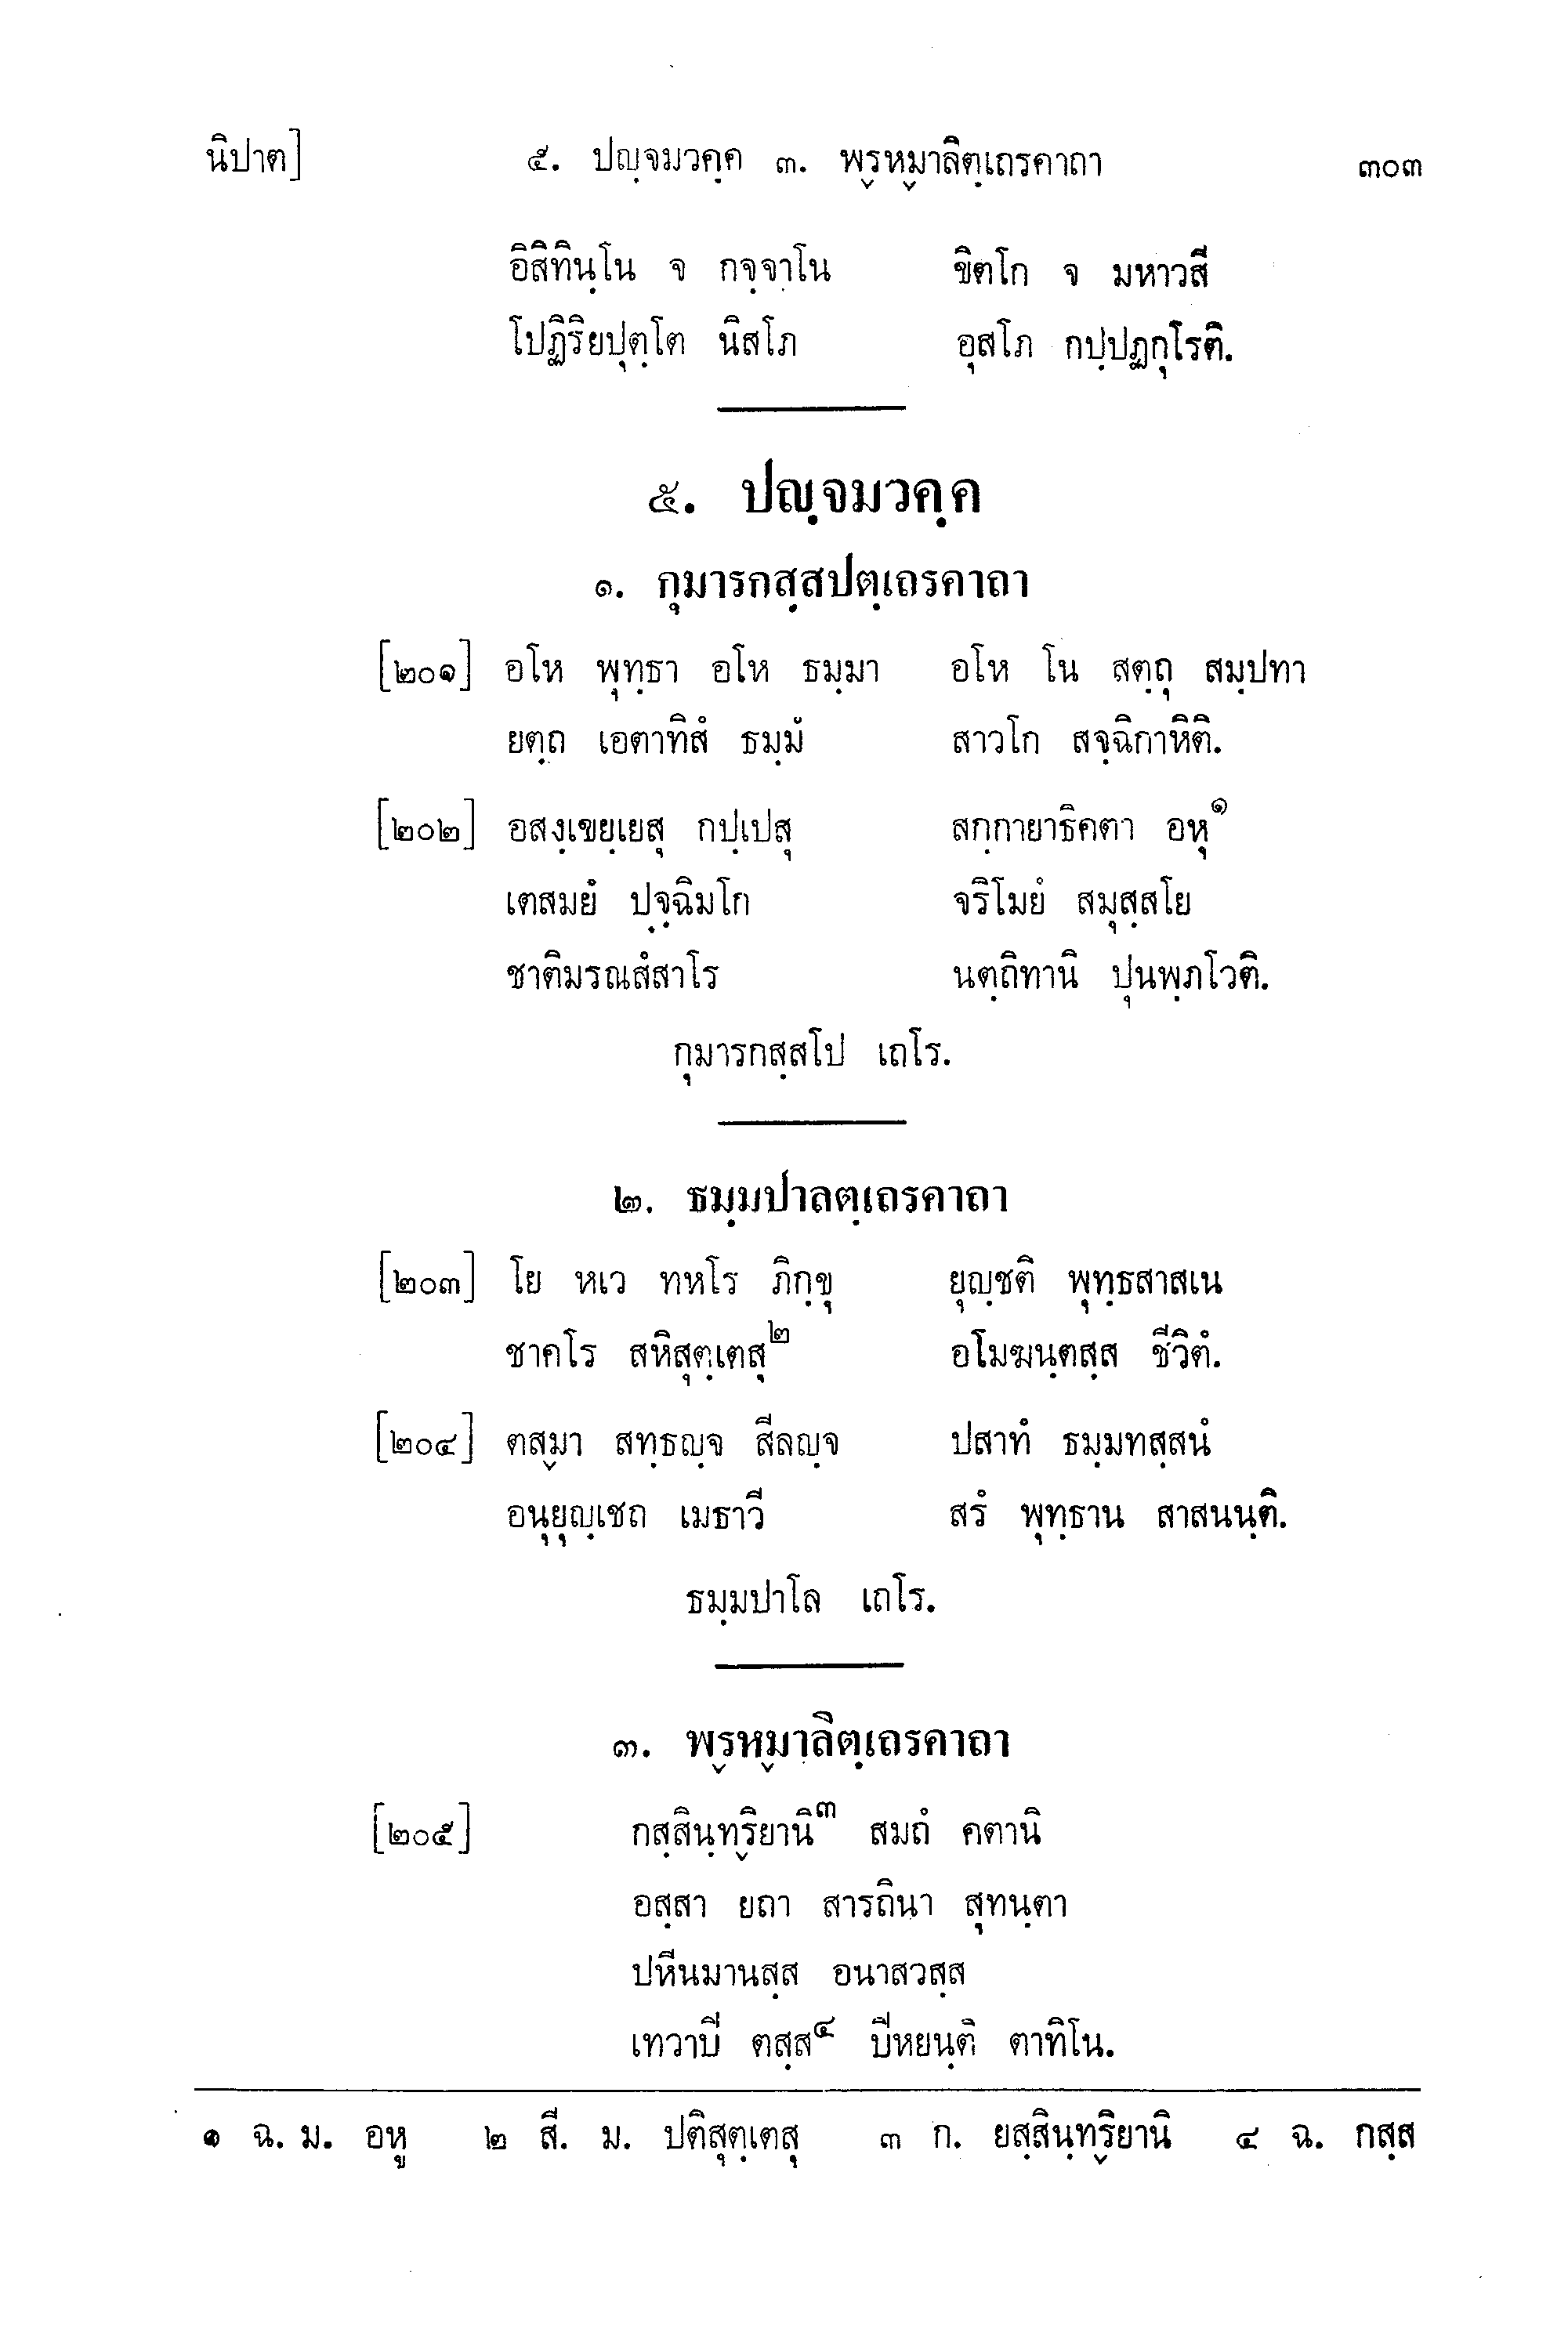 นิปาต] ๕. ปญฺจมวคฺค ๓. พฺรหฺมาลิตฺเถรคาถา ๓๐๓
อิสิทินฺโน จ กจฺจาโน ขิตโก จ มหาวสี
โปฏิริยปุตฺโต นิสโภ อุสโภ กปฺปฏกุโรติ.
๕. ปญฺจมวคฺค
๑. กุมารกสฺสปตฺเถรคาถา
[๒๐๑] อโห พุทฺธา อโห ธมฺมา อโห โน สตฺถุ สมฺปทา
ยตฺถ เอตาทิสํ ธมฺมํ สาวโก สจฺฉิกาหิติ.
[๒๐๒] อสงฺเขยฺเยสุ กปฺเปสุ สกฺกายาธิคตา อหุ๑
เตสมยํ ปจฺฉิมโก จริโมยํ สมุสฺสโย
ชาติมรณสํสาโร นตฺถิทานิ ปุนพฺภโวติ.
กุมารกสฺสโป เถโร.
๒. ธมฺมปาลตฺเถรคาถา
[๒๐๓] โย หเว ทหโร ภิกฺขุ ยุญฺชติ พุทฺธสาสเน
ชาคโร สหิสุตฺเตสุ๒ อโมฆนฺตสฺส ชีวิตํ.
[๒๐๔] ตสฺมา สทฺธญฺจ สีลญฺจ ปสาทํ ธมฺมทสฺสนํ
อนุยุญฺเชถ เมธาวี สรํ พุทฺธาน สาสนนฺติ.
ธมฺมปาโล เถโร.
๓. พฺรหฺมาลิตฺเถรคาถา
[๒๐๕] กสฺสินฺทฺริยานิ๓ สมถํ คตานิ
อสฺสา ยถา สารถินา สุทนฺตา
ปหีนมานสฺส อนาสวสฺส
เทวาปิ ตสฺส๔ ปิหยนฺติ ตาทิโน.
๑ ฉ. ม. อหู ๒ สี. ม. ปติสุตฺเตสุ ๓ ก. ยสฺสินฺทฺริยานิ ๔ ฉ. กสฺส